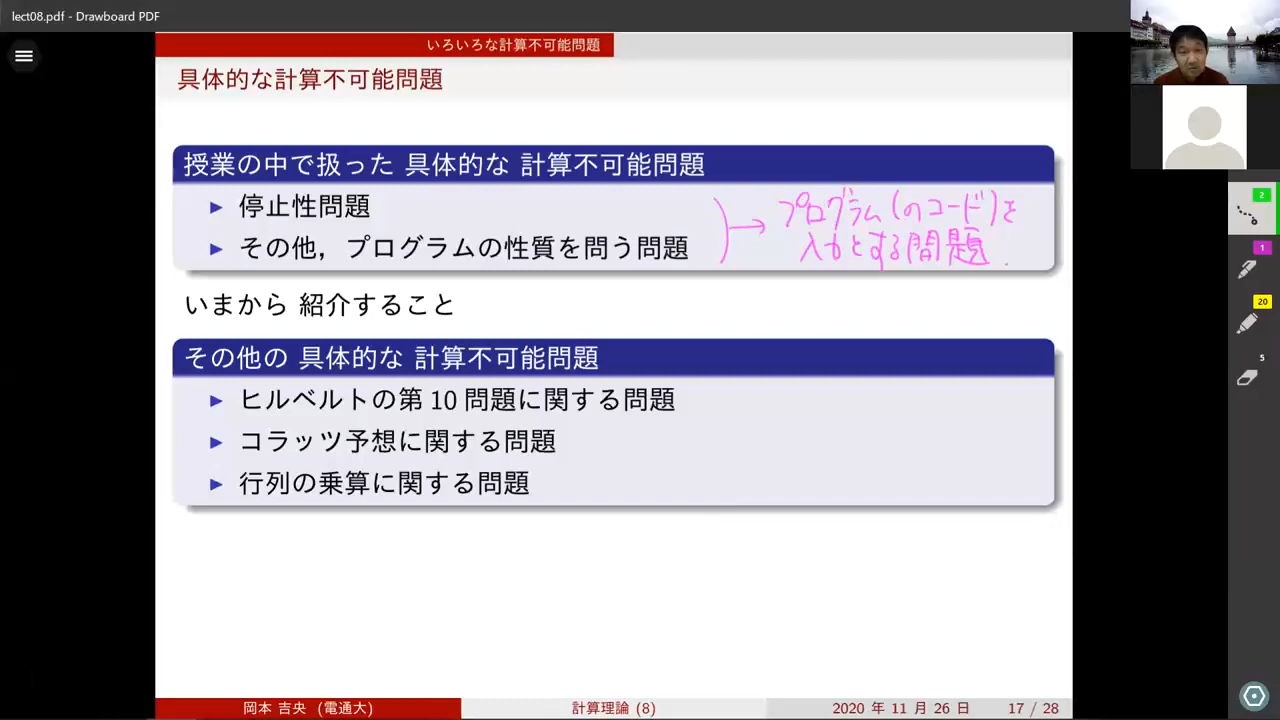 lect08.pdf - Drawboard PDF
いろいろな計算不可能問題
具体的な計算不可能問題
授業の中で扱った 具体的な 計算不可能問題
停止性問題
その他，プログラムの性質を問う問題
プログラム(のコード)を
入力とする問題.
いまから 紹介すること
その他の 具体的な 計算不可能問題
ヒルベルトの第 10 問題に関する問題
コラッツ予想に関する問題
行列の乗算に関する問題
岡本 吉央 (電通大)
計算理論 (8)
2020 年 11 月 26 日
17 / 28
2
1
20
5